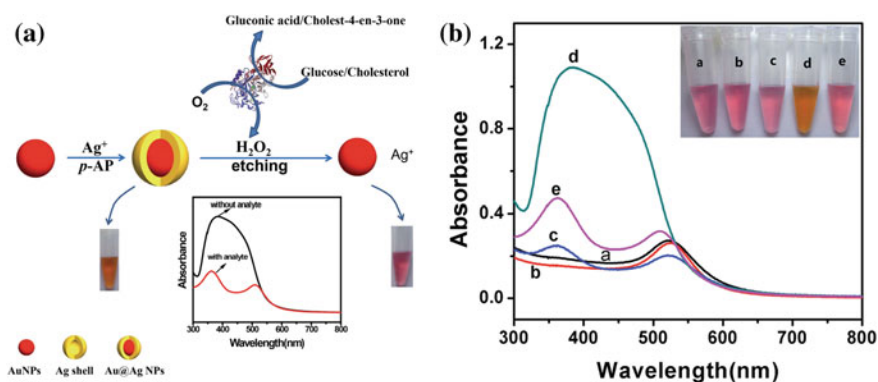 (a)
Gluconic acid/Cholest-4-en-3-one
Glucose/Cholesterol
O2
Ag+
p-AP
H2O2
etching
Ag+
Absorbance
without analyte
with analyte
300 400 500 600 700 800
Wavelength(nm)
AuNPs
Ag shell
Au@Ag NPs
(b)
Absorbance
1.2
0.8
0.4
0.0
d
e
c
a
b
a b c d e
300 400 500 600 700 800
Wavelength(nm)